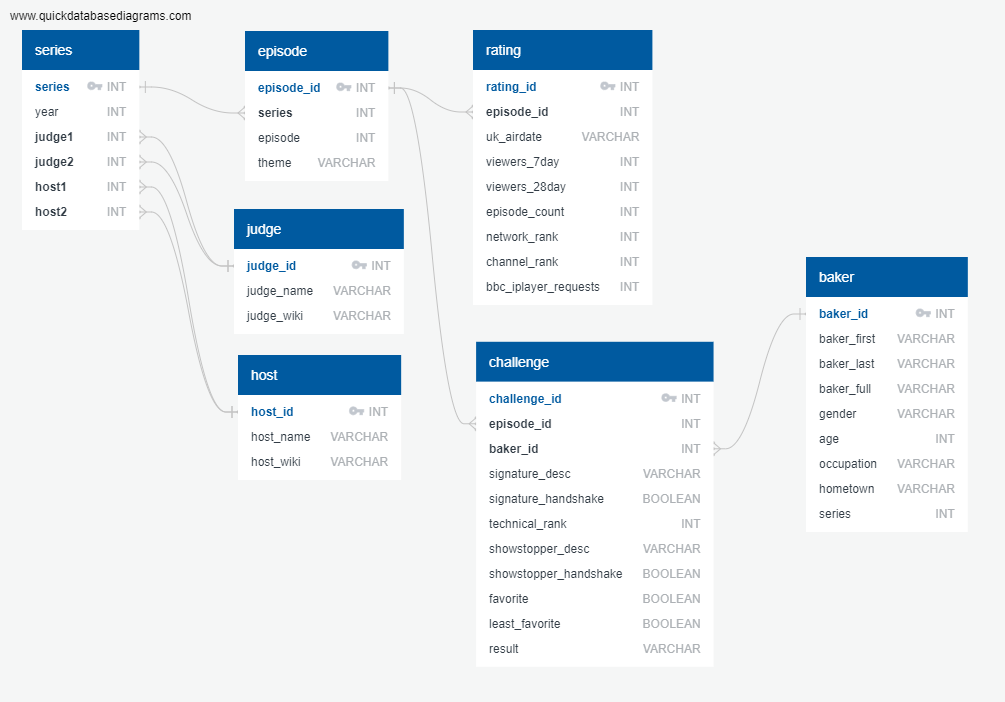 www.quickdatabasediagrams.com
series
series INT
year INT
judge1 INT
judge2 INT
host1 INT
host2 INT
episode
episode_id INT
series INT
episode INT
theme VARCHAR
rating
rating_id INT
episode_id INT
uk_airdate VARCHAR
viewers_7day INT
viewers_28day INT
episode_count INT
network_rank INT
channel_rank INT
bbc_iplayer_requests INT
judge
judge_id INT
judge_name VARCHAR
judge_wiki VARCHAR
host
host_id INT
host_name VARCHAR
host_wiki VARCHAR
challenge
challenge_id INT
episode_id INT
baker_id INT
signature_desc VARCHAR
signature_handshake BOOLEAN
technical_rank INT
showstopper_desc VARCHAR
showstopper_handshake BOOLEAN
favorite BOOLEAN
least_favorite BOOLEAN
result VARCHAR
baker
baker_id INT
baker_first VARCHAR
baker_last VARCHAR
baker_full VARCHAR
gender VARCHAR
age INT
occupation VARCHAR
hometown VARCHAR
series INT